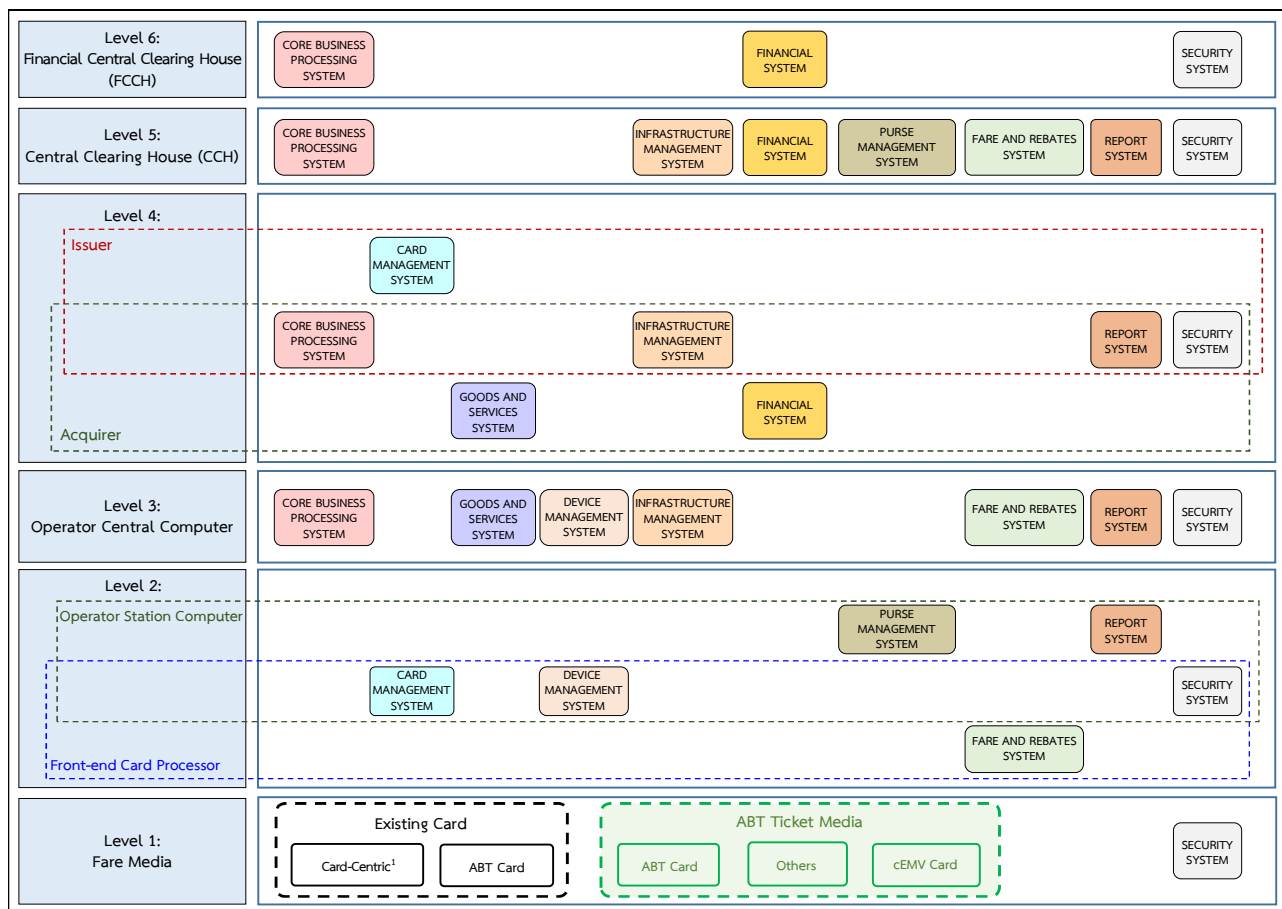 Level 6:
Financial Central Clearing House
(FCCH)
CORE BUSINESS
PROCESSING
SYSTEM
FINANCIAL
SYSTEM
SECURITY
SYSTEM
Level 5:
Central Clearing House (CCH)
CORE BUSINESS
PROCESSING
SYSTEM
INFRASTRUCTURE
MANAGEMENT
SYSTEM
FINANCIAL
SYSTEM
PURSE
MANAGEMENT
SYSTEM
FARE AND REBATES
SYSTEM
REPORT
SYSTEM
SECURITY
SYSTEM
Level 4:
Issuer
CARD
MANAGEMENT
SYSTEM
CORE BUSINESS
PROCESSING
SYSTEM
INFRASTRUCTURE
MANAGEMENT
SYSTEM
REPORT
SYSTEM
SECURITY
SYSTEM
GOODS AND
SERVICES
SYSTEM
FINANCIAL
SYSTEM
Acquirer
Level 3:
Operator Central Computer
CORE BUSINESS
PROCESSING
SYSTEM
GOODS AND
SERVICES
SYSTEM
DEVICE
MANAGEMENT
SYSTEM
INFRASTRUCTURE
MANAGEMENT
SYSTEM
FARE AND REBATES
SYSTEM
REPORT
SYSTEM
SECURITY
SYSTEM
Level 2:
Operator Station Computer
PURSE
MANAGEMENT
SYSTEM
REPORT
SYSTEM
CARD
MANAGEMENT
SYSTEM
DEVICE
MANAGEMENT
SYSTEM
SECURITY
SYSTEM
FARE AND REBATES
SYSTEM
Front-end Card Processor
Level 1:
Fare Media
Existing Card
Card-Centric¹
ABT Card
ABT Ticket Media
ABT Card
Others
cEMV Card
SECURITY
SYSTEM